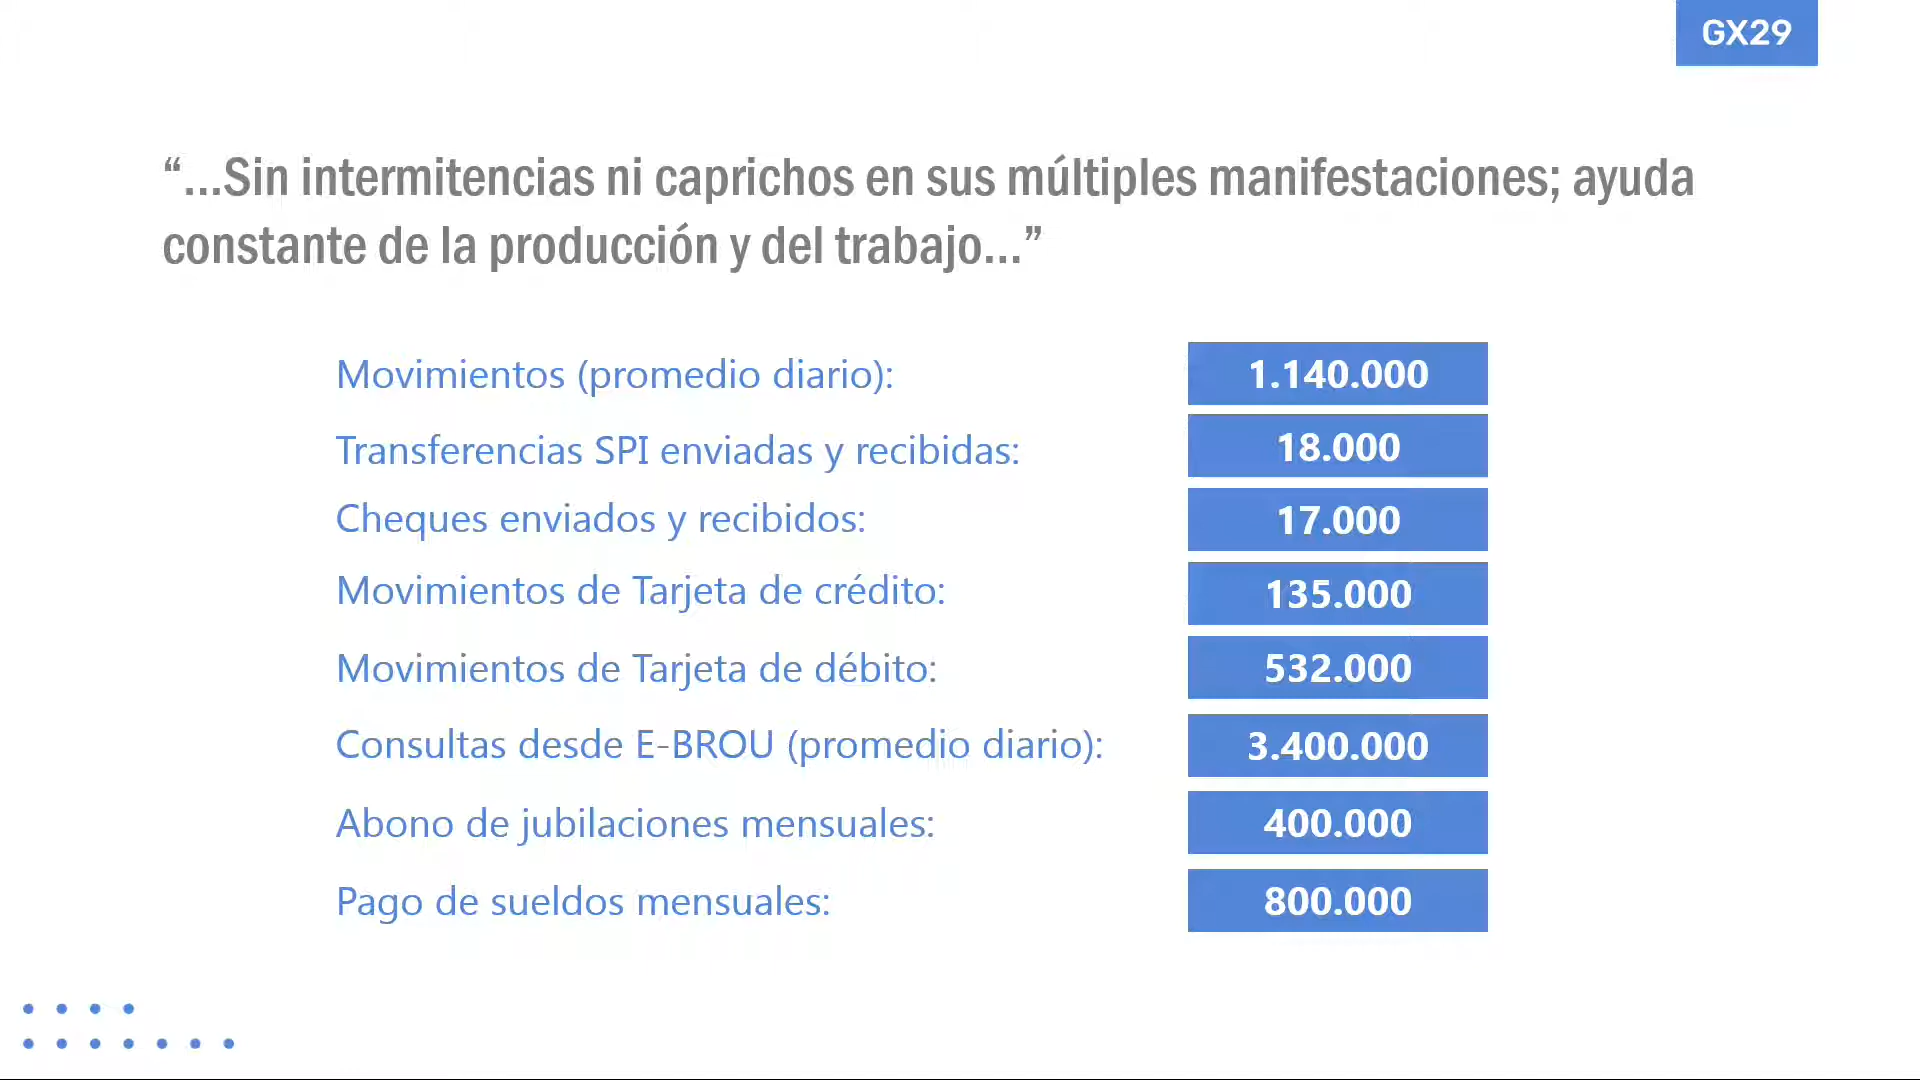 GX29
“...Sin intermitencias ni caprichos en sus múltiples manifestaciones; ayuda
constante de la producción y del trabajo...”
Movimientos (promedio diario): 1.140.000
Transferencias SPI enviadas y recibidas: 18.000
Cheques enviados y recibidos: 17.000
Movimientos de Tarjeta de crédito: 135.000
Movimientos de Tarjeta de débito: 532.000
Consultas desde E-BROU (promedio diario): 3.400.000
Abono de jubilaciones mensuales: 400.000
Pago de sueldos mensuales: 800.000